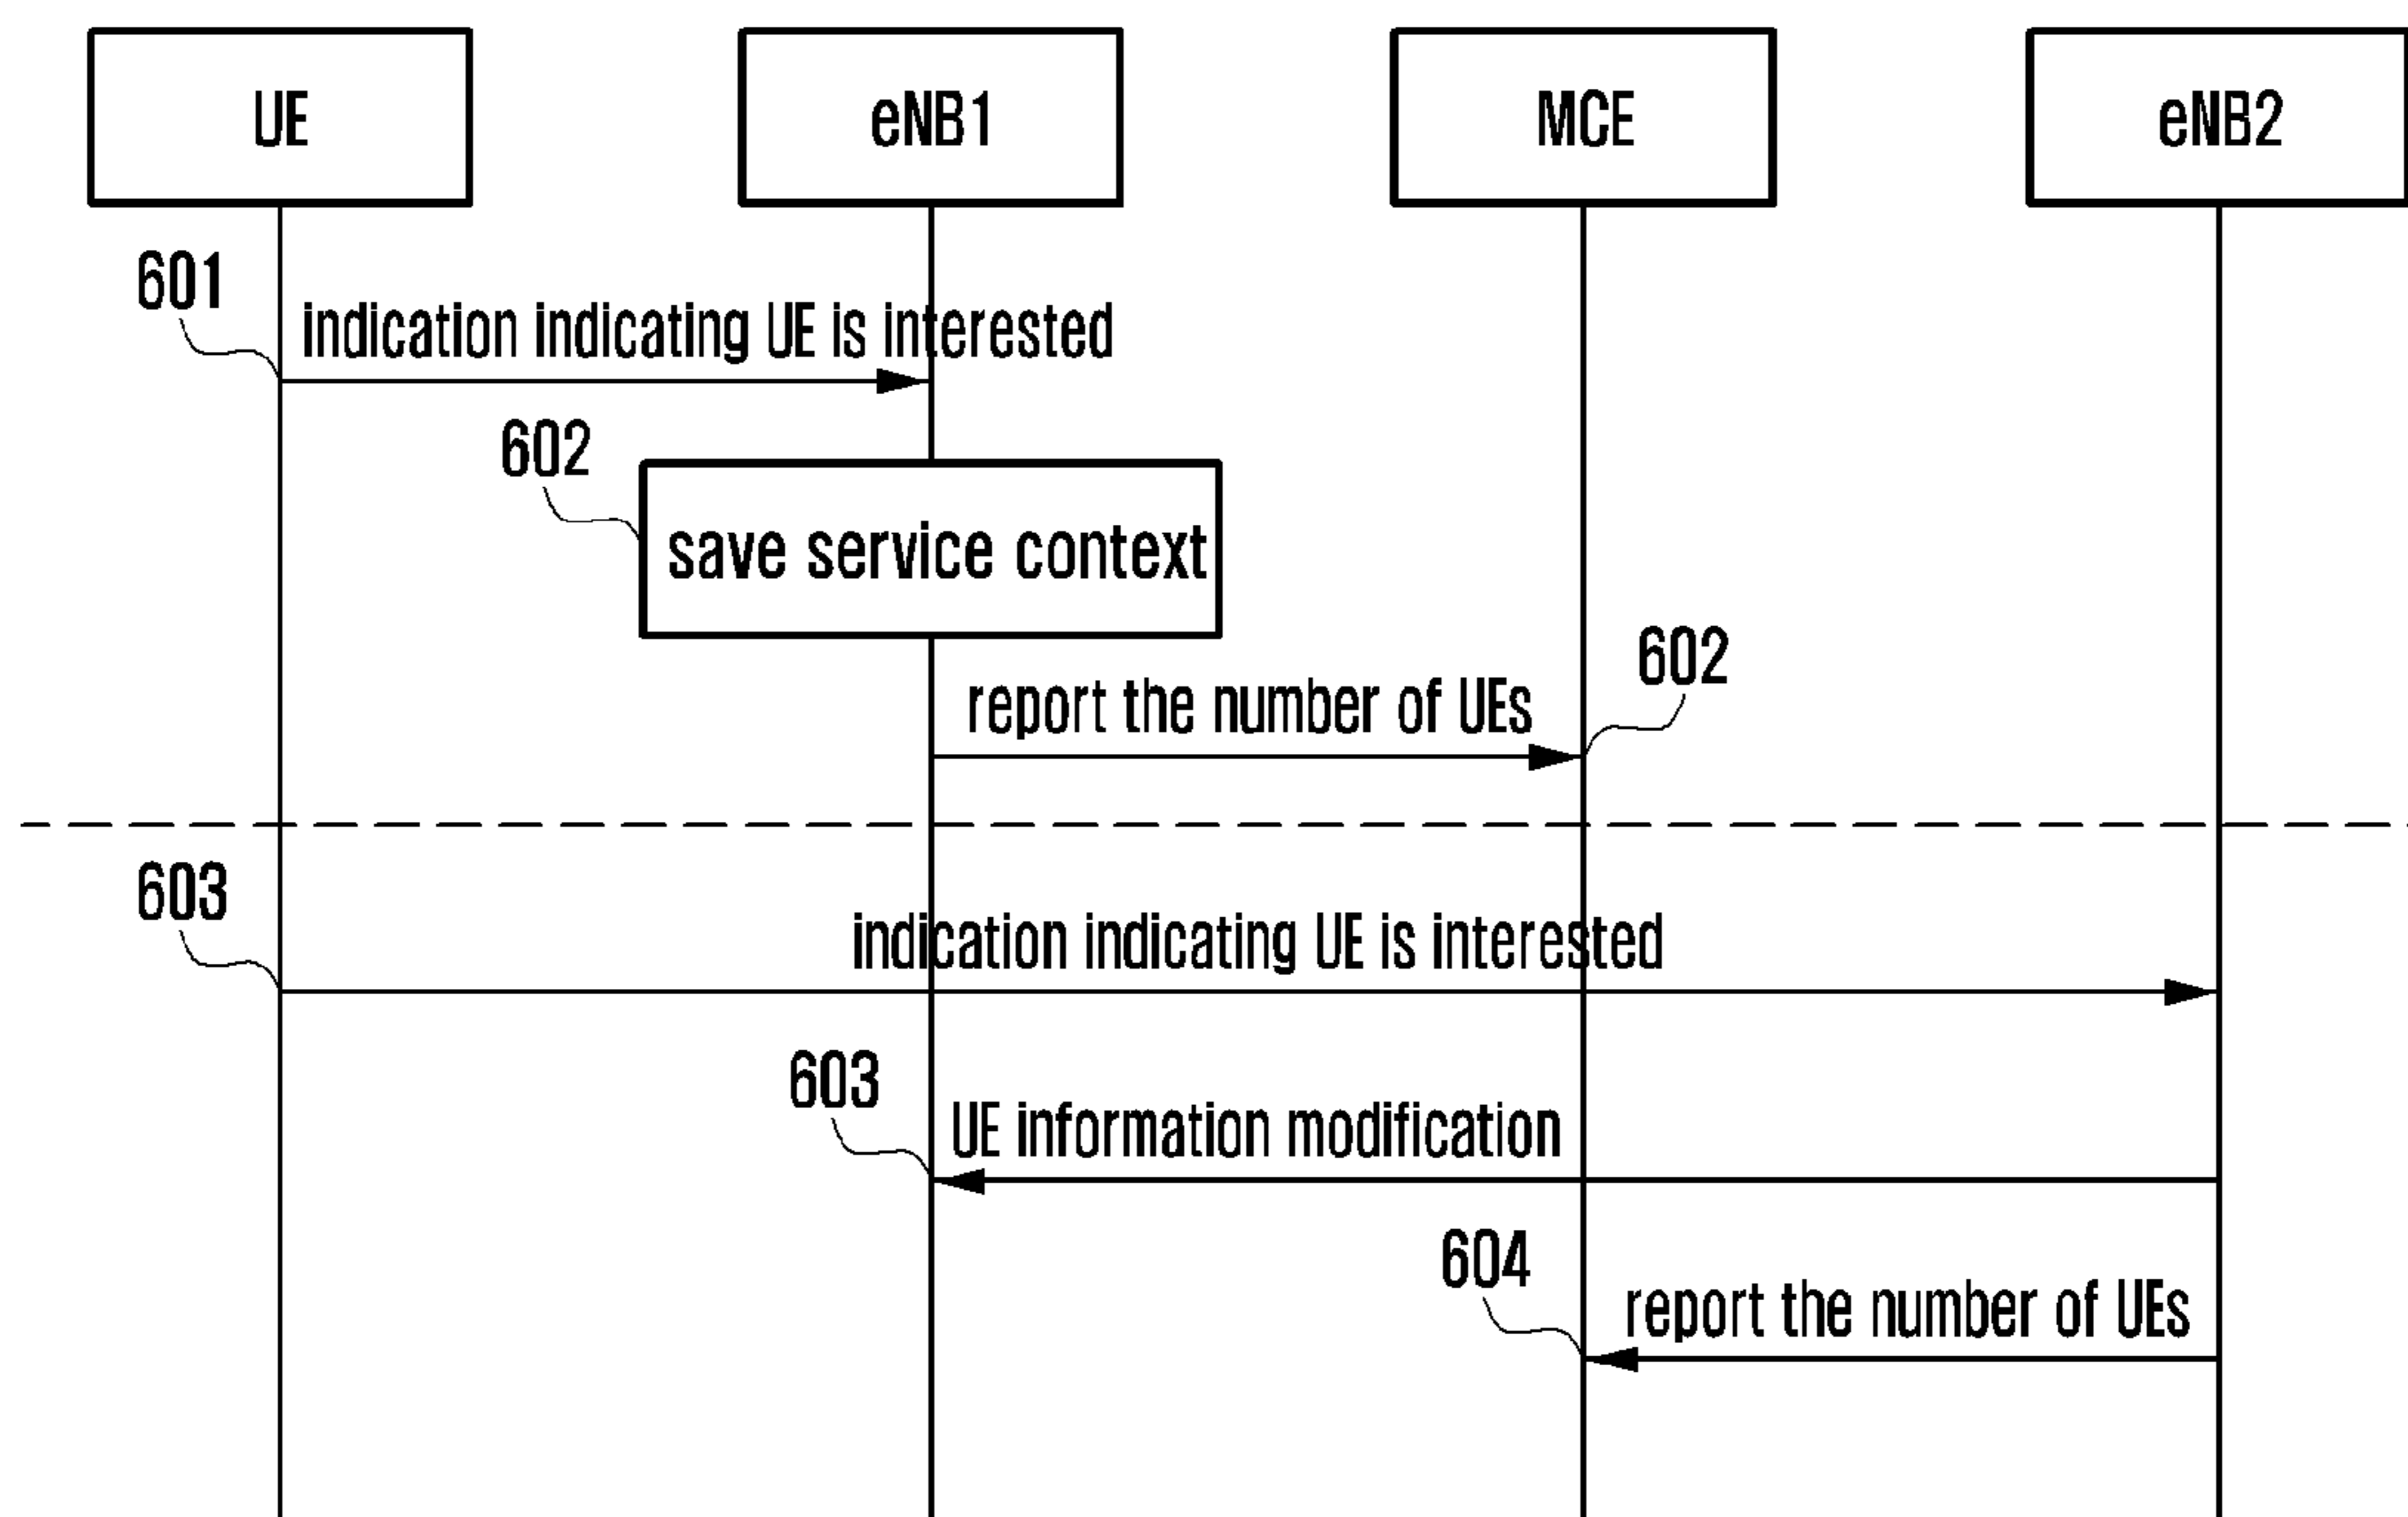 UE
eNB1
MCE
eNB2
601
indication indicating UE is interested
602
save service context
602
report the number of UEs
603
indication indicating UE is interested
603
UE information modification
604
report the number of UEs